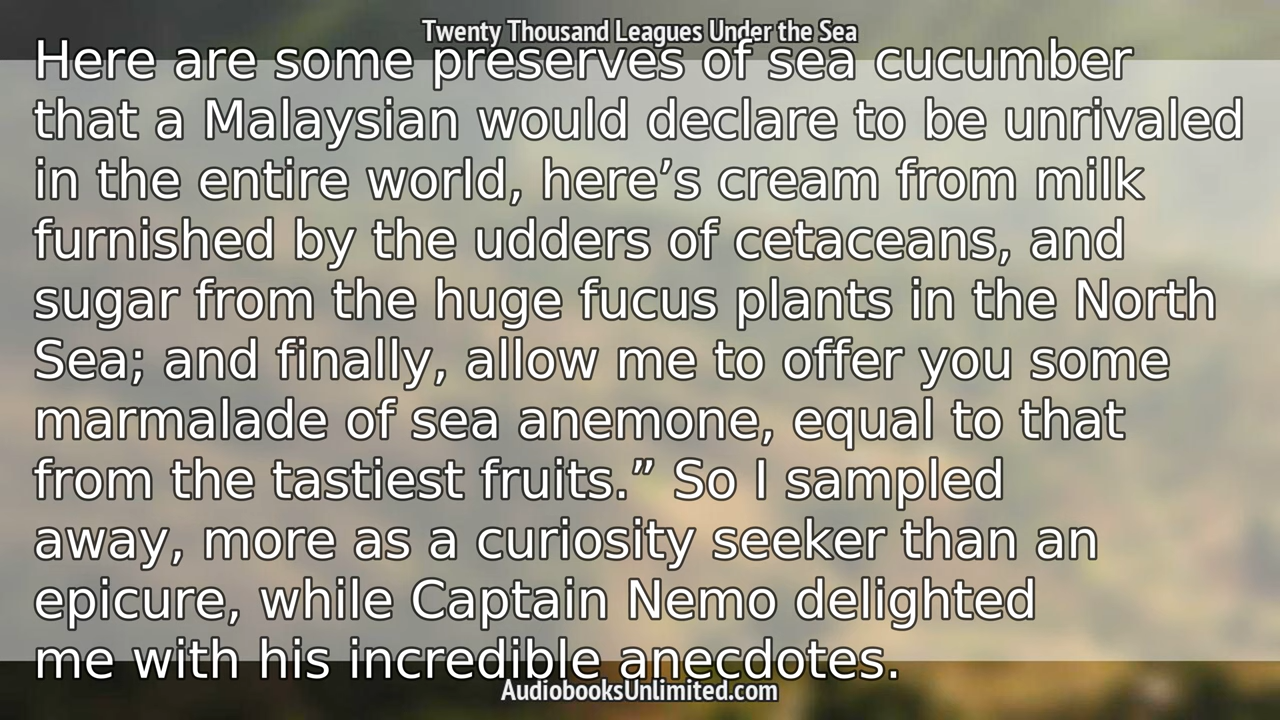 Twenty Thousand Leagues Under the Sea
Here are some preserves of sea cucumber
that a Malaysian would declare to be unrivaled
in the entire world, here’s cream from milk
furnished by the udders of cetaceans, and
sugar from the huge fucus plants in the North
Sea; and finally, allow me to offer you some
marmalade of sea anemone, equal to that
from the tastiest fruits.” So I sampled
away, more as a curiosity seeker than an
epicure, while Captain Nemo delighted
me with his incredible anecdotes.
AudiobooksUnlimited.com